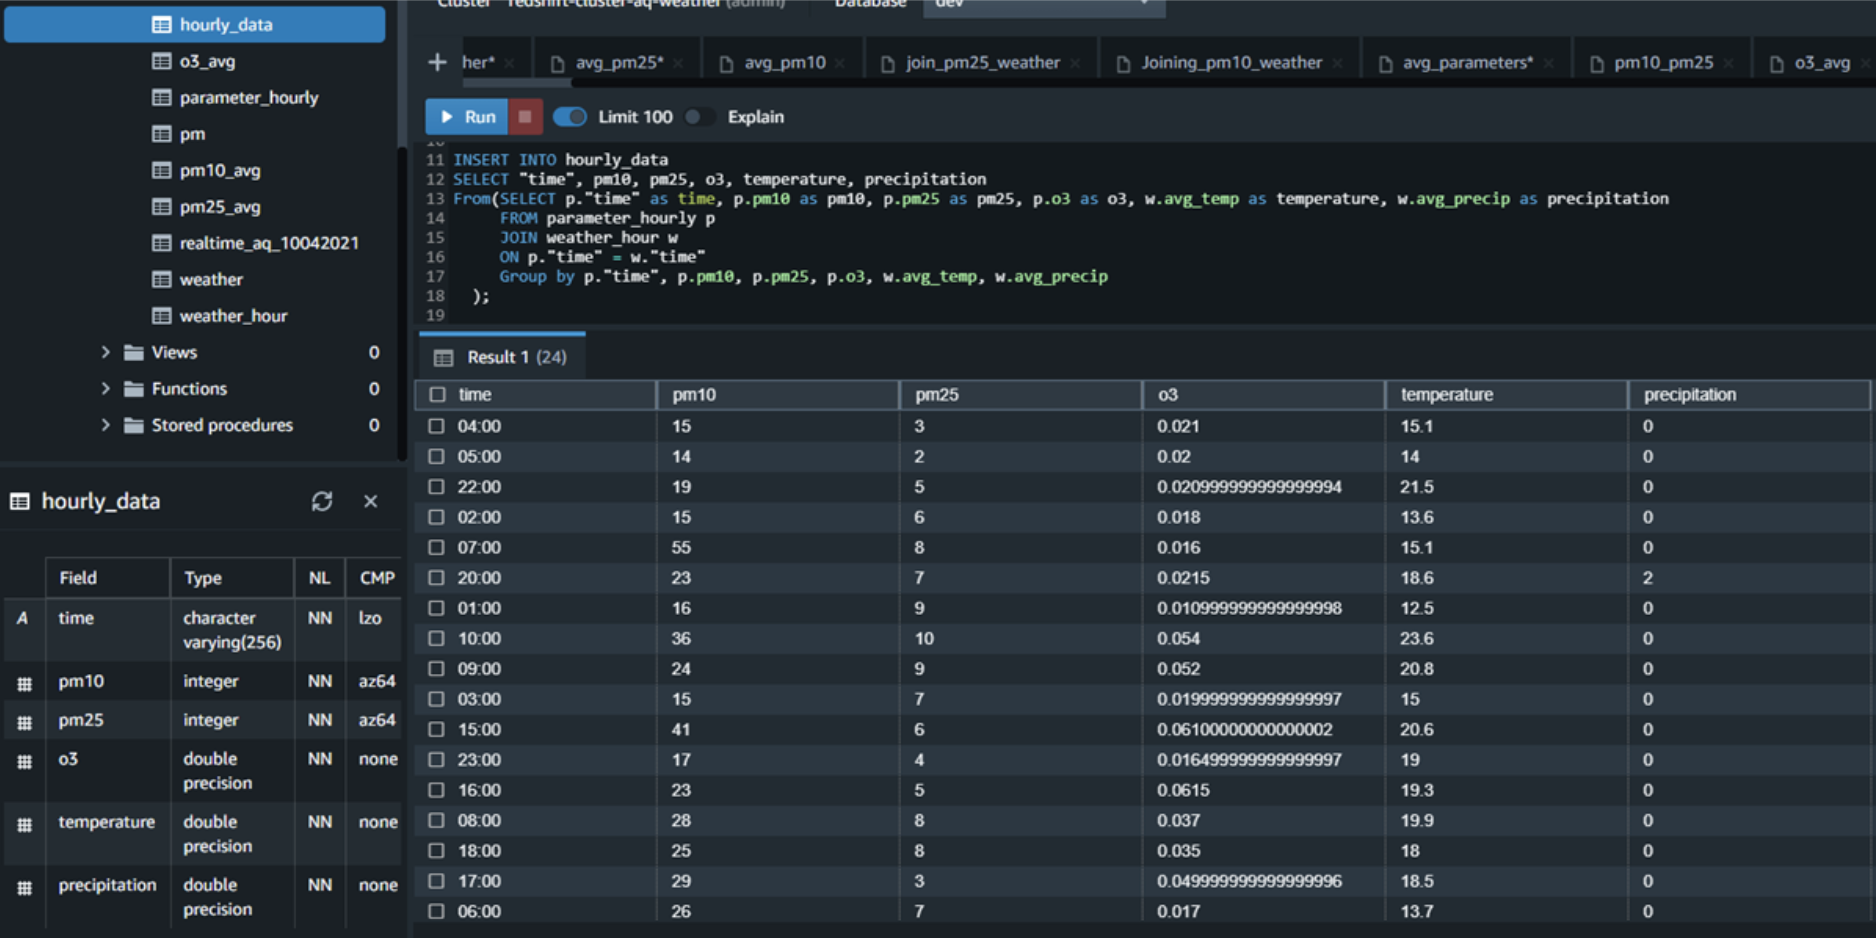 Cluster redshift-cluster-aq-weather (admin) Database dev
hourly_data
o3_avg
parameter_hourly
pm
pm10_avg
pm25_avg
realtime_aq_10042021
weather
weather_hour
Views 0
Functions 0
Stored procedures 0
hourly_data
Field Type NL CMP
time character varying(256) NN lzo
pm10 integer NN az64
pm25 integer NN az64
o3 double precision NN none
temperature double precision NN none
precipitation double precision NN none
her* avg_pm25* avg_pm10 join_pm25_weather Joining_pm10_weather avg_parameters* pm10_pm25 o3_avg
Run Limit 100 Explain
10
11 INSERT INTO hourly_data
12 SELECT "time", pm10, pm25, o3, temperature, precipitation
13 From(SELECT p."time" as time, p.pm10 as pm10, p.pm25 as pm25, p.o3 as o3, w.avg_temp as temperature, w.avg_precip as precipitation
14 FROM parameter_hourly p
15 JOIN weather_hour w
16 ON p."time" = w."time"
17 Group by p."time", p.pm10, p.pm25, p.o3, w.avg_temp, w.avg_precip
18 );
19
Result 1 (24)
time pm10 pm25 o3 temperature precipitation
04:00 15 3 0.021 15.1 0
05:00 14 2 0.02 14 0
22:00 19 5 0.020999999999999994 21.5 0
02:00 15 6 0.018 13.6 0
07:00 55 8 0.016 15.1 0
20:00 23 7 0.0215 18.6 2
01:00 16 9 0.010999999999999998 12.5 0
10:00 36 10 0.054 23.6 0
09:00 24 9 0.052 20.8 0
03:00 15 7 0.019999999999999997 15 0
15:00 41 6 0.06100000000000002 20.6 0
23:00 17 4 0.016499999999999997 19 0
16:00 23 5 0.0615 19.3 0
08:00 28 8 0.037 19.9 0
18:00 25 8 0.035 18 0
17:00 29 3 0.049999999999999996 18.5 0
06:00 26 7 0.017 13.7 0